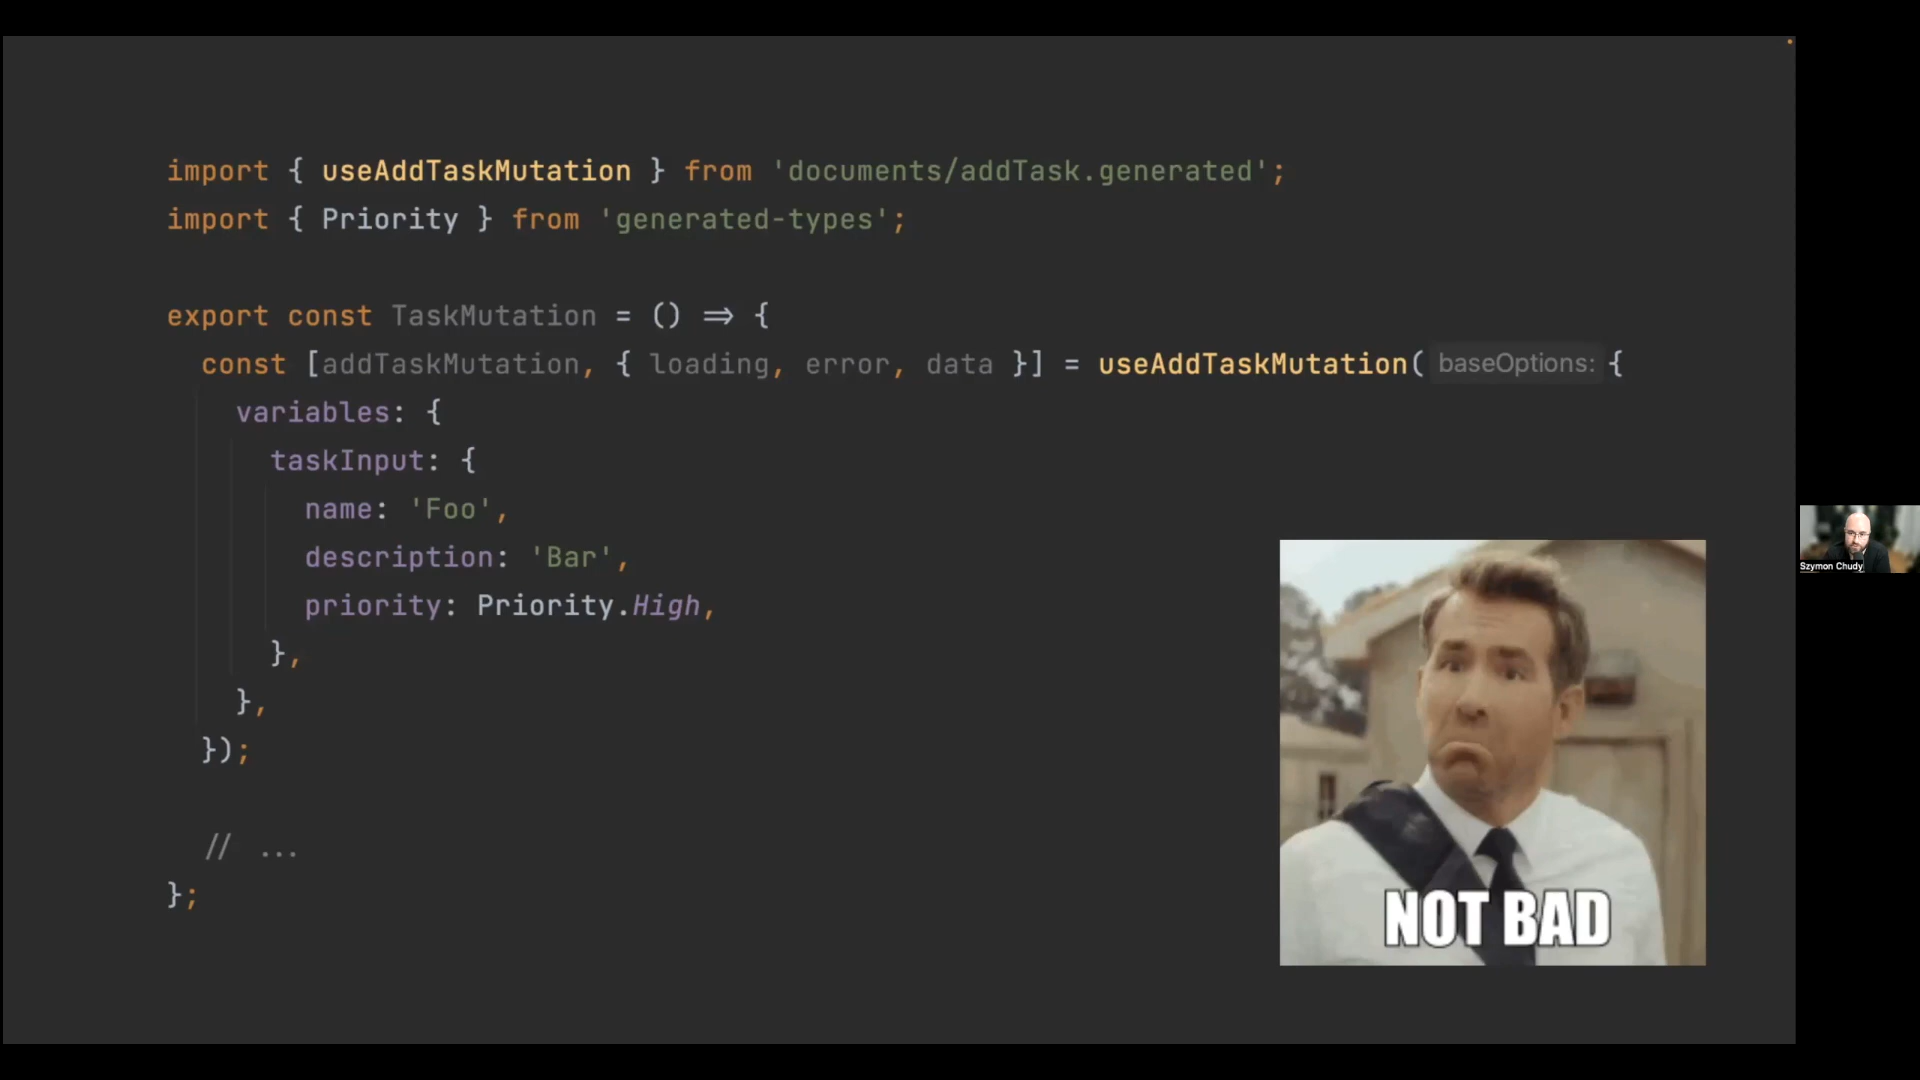 import { useAddTaskMutation } from 'documents/addTask.generated';
import { Priority } from 'generated-types';
export const TaskMutation = () => {
const [addTaskMutation, { loading, error, data }] = useAddTaskMutation( baseOptions: {
variables: {
taskInput: {
name: 'Foo',
description: 'Bar',
priority: Priority.High,
},
},
});
// ...
};
NOT BAD
Szymon Chudy